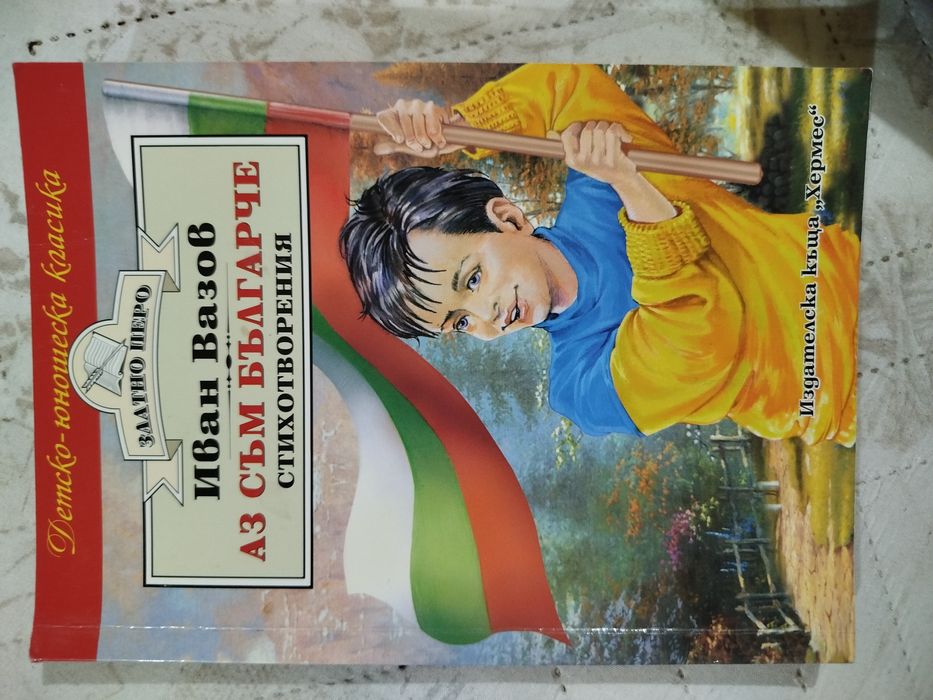 Детско-юношеска класика
ЗЛАТНО ПЕРО
Иван Вазов
АЗ СЪМ БЪЛГАРЧЕ
СТИХОТВОРЕНИЯ
Издателска къща „Хермес“